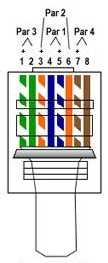 Par 2
Par 3 Par 1 Par 4
1 2 3 4 5 6 7 8
+ - + - + - + -